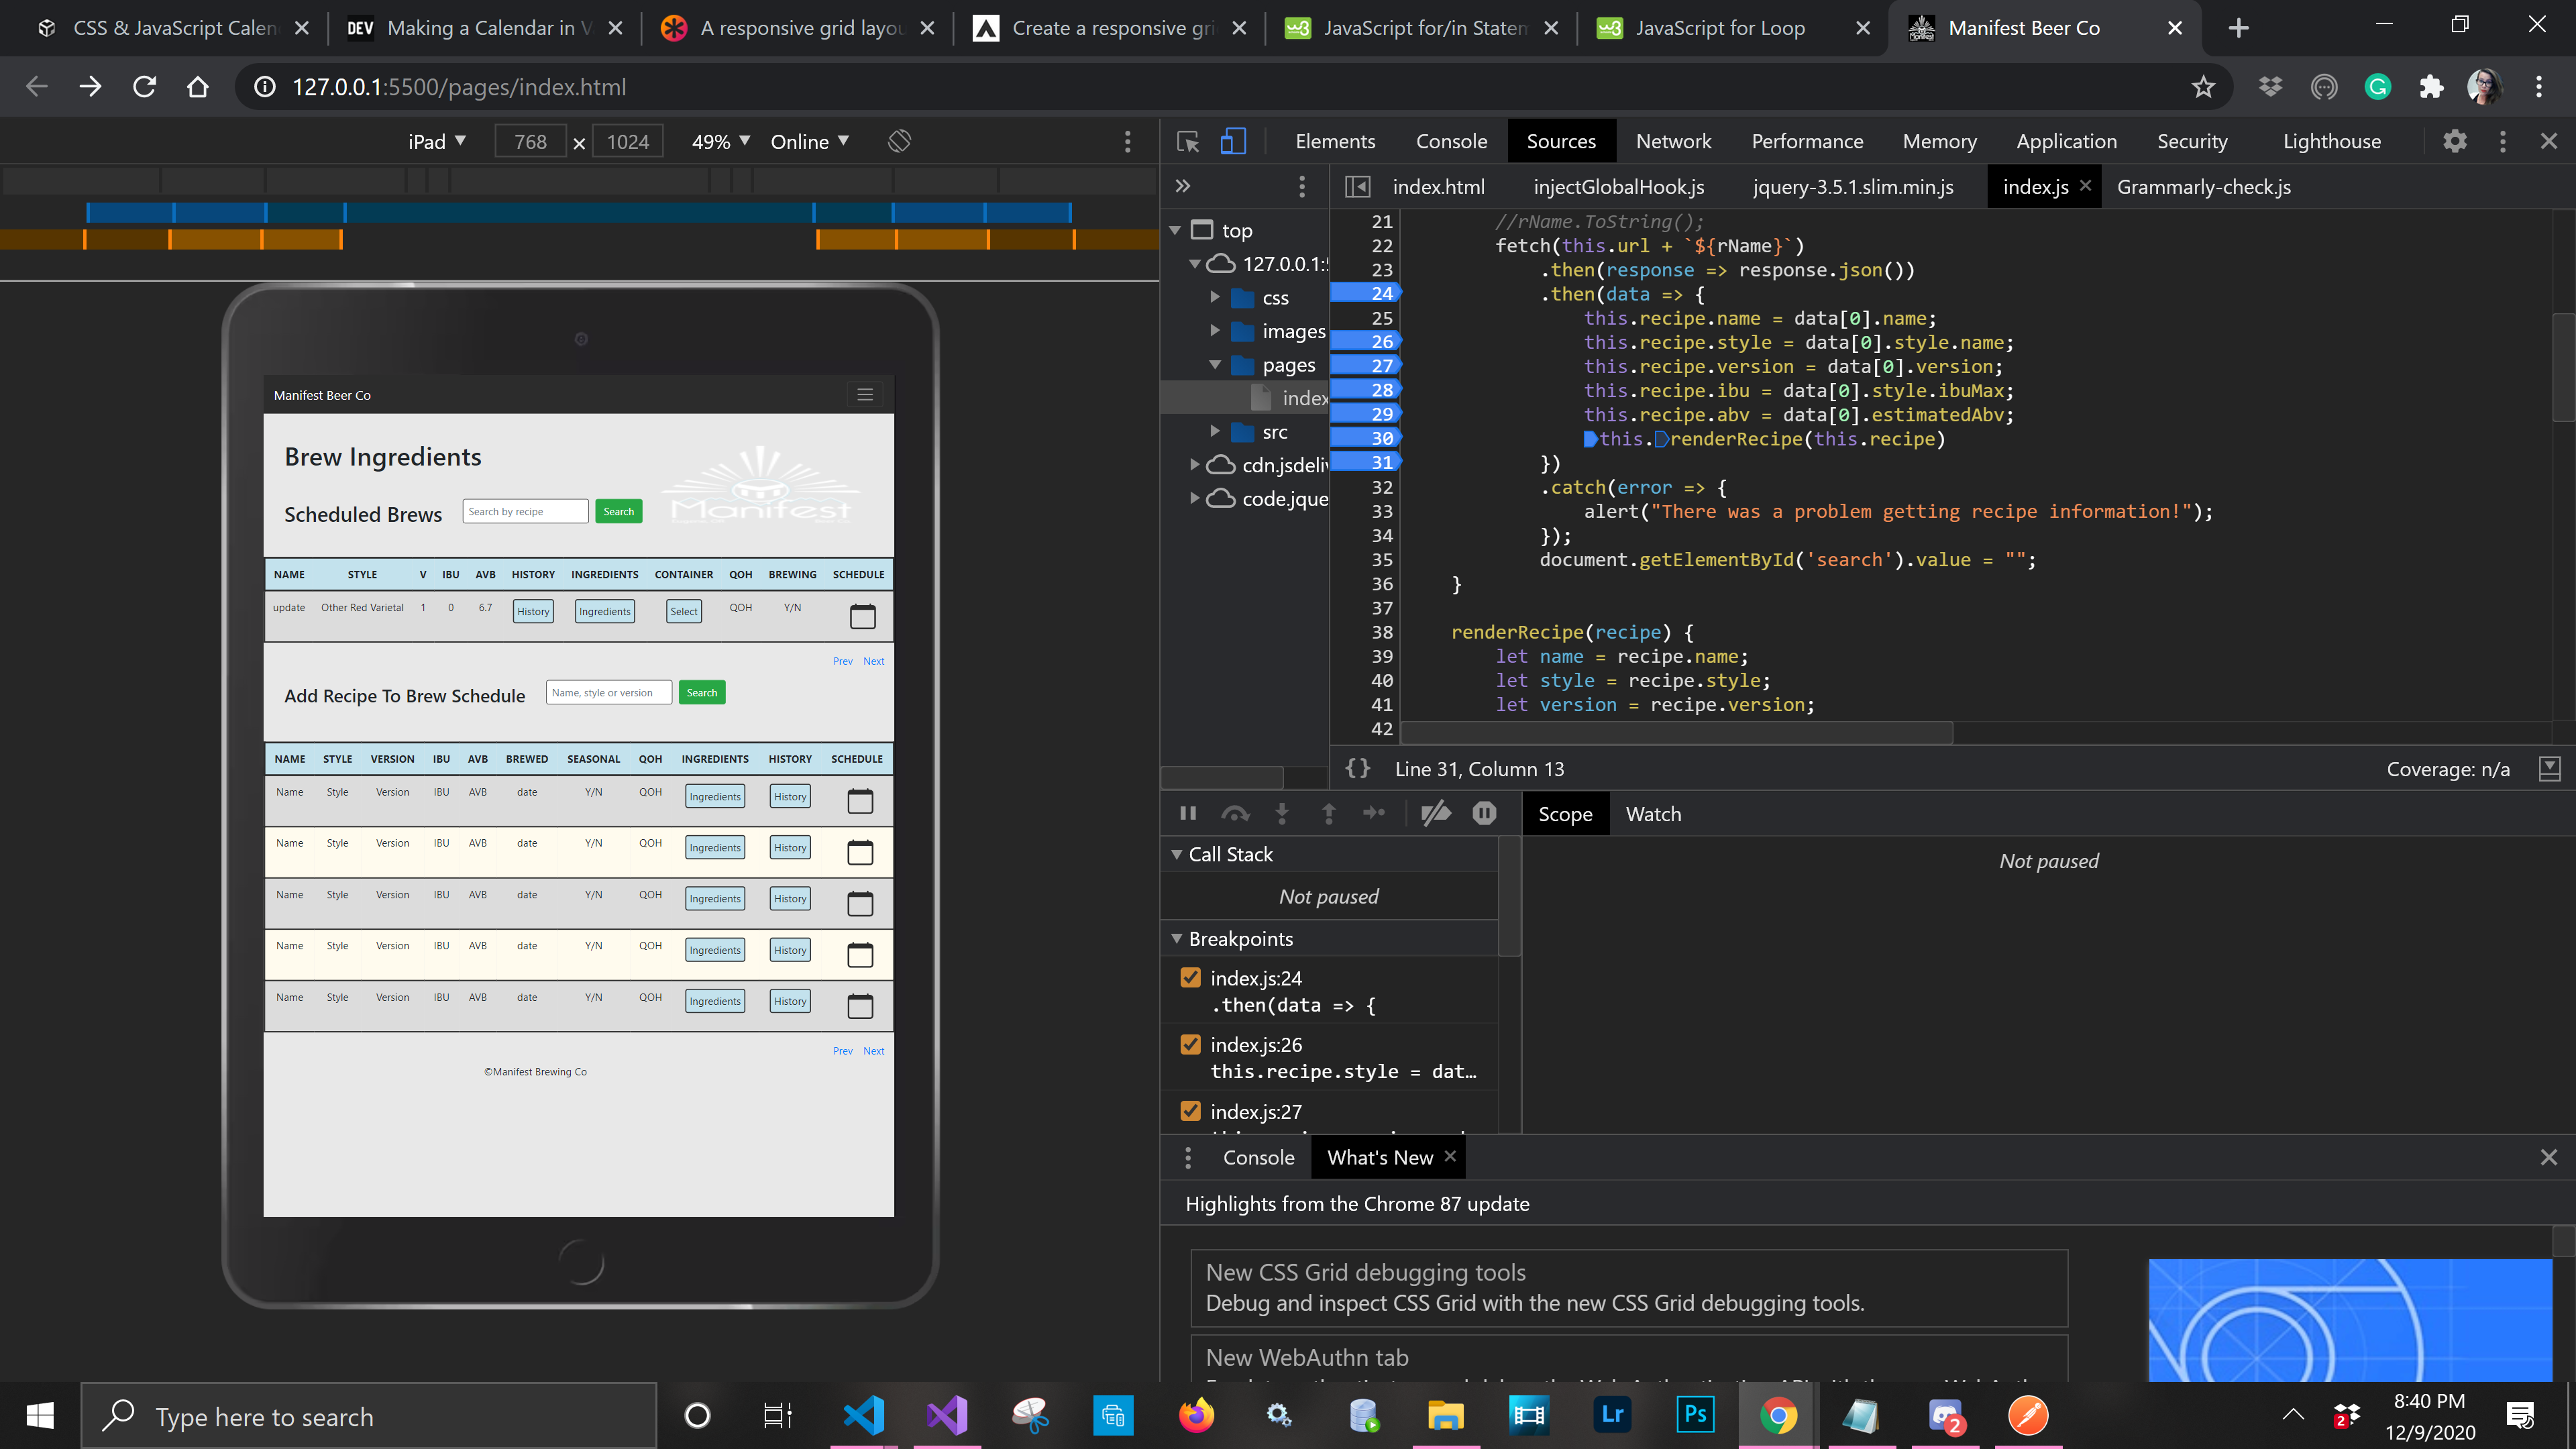 CSS & JavaScript Calen
DEV Making a Calendar in V
A responsive grid layou
Create a responsive gri
w3 JavaScript for/in Statem
w3 JavaScript for Loop
Manifest Beer Co
127.0.0.1:5500/pages/index.html
iPad ▼ 768 × 1024 49% ▼ Online ▼
Elements Console Sources Network Performance Memory Application Security Lighthouse
index.html injectGlobalHook.js jquery-3.5.1.slim.min.js index.js Grammarly-check.js
top
127.0.0.1:5
css
images
pages
index
src
cdn.jsdeliv
code.jque
21 //rName.ToString();
22 fetch(this.url + `${rName}`)
23 .then(response => response.json())
24 .then(data => {
25 this.recipe.name = data[0].name;
26 this.recipe.style = data[0].style.name;
27 this.recipe.version = data[0].version;
28 this.recipe.ibu = data[0].style.ibuMax;
29 this.recipe.abv = data[0].estimatedAbv;
30 this.renderRecipe(this.recipe)
31 })
32 .catch(error => {
33 alert("There was a problem getting recipe information!");
34 });
35 document.getElementById('search').value = "";
36 }
37
38 renderRecipe(recipe) {
39 let name = recipe.name;
40 let style = recipe.style;
41 let version = recipe.version;
42
{} Line 31, Column 13 Coverage: n/a
Scope Watch
Not paused
Call Stack
Not paused
Breakpoints
index.js:24
.then(data => {
index.js:26
this.recipe.style = dat…
index.js:27
Console What's New
Highlights from the Chrome 87 update
New CSS Grid debugging tools
Debug and inspect CSS Grid with the new CSS Grid debugging tools.
New WebAuthn tab
Manifest Beer Co
Brew Ingredients
Scheduled Brews Search by recipe Search
Manifest
NAME STYLE V IBU AVB HISTORY INGREDIENTS CONTAINER QOH BREWING SCHEDULE
update Other Red Varietal 1 0 6.7 History Ingredients Select QOH Y/N
Prev Next
Add Recipe To Brew Schedule Name, style or version Search
NAME STYLE VERSION IBU AVB BREWED SEASONAL QOH INGREDIENTS HISTORY SCHEDULE
Name Style Version IBU AVB date Y/N QOH Ingredients History
Name Style Version IBU AVB date Y/N QOH Ingredients History
Name Style Version IBU AVB date Y/N QOH Ingredients History
Name Style Version IBU AVB date Y/N QOH Ingredients History
Name Style Version IBU AVB date Y/N QOH Ingredients History
Prev Next
©Manifest Brewing Co
Type here to search
Lr
Ps
2
2
8:40 PM
12/9/2020